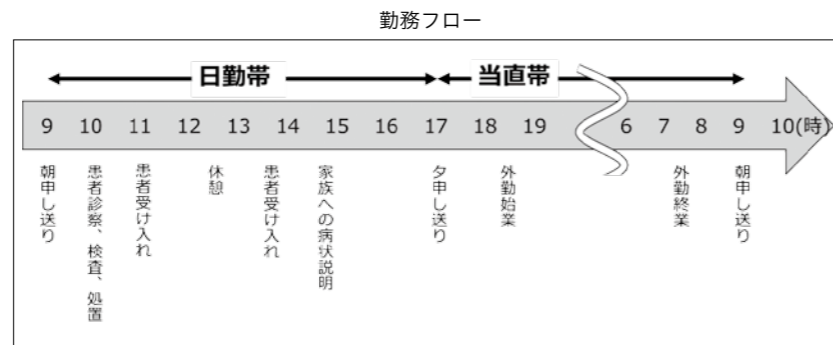 勤務フロー
日勤帯
当直帯
9 10 11 12 13 14 15 16 17 18 19 6 7 8 9 10(時)
朝申し送り
患者診察、検査、処置
患者受け入れ
休憩
患者受け入れ
家族への病状説明
夕申し送り
外勤始業
外勤終業
朝申し送り